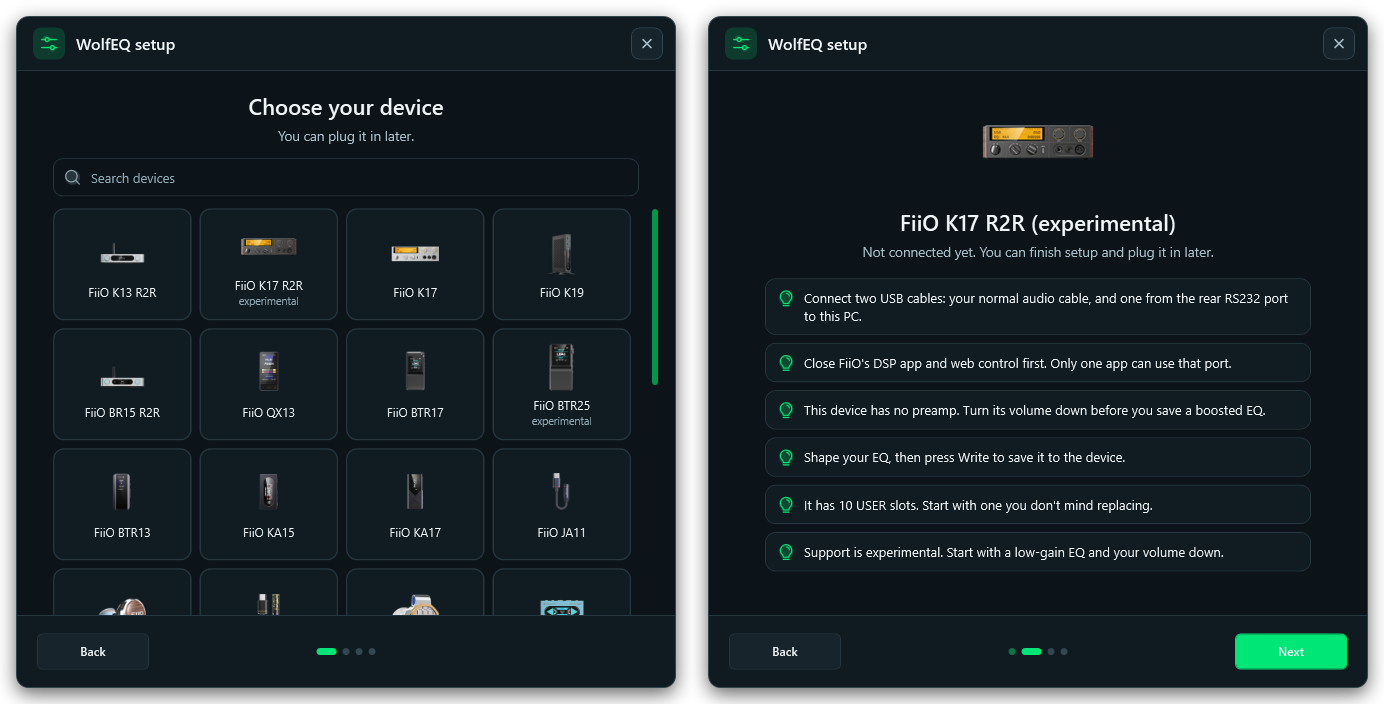 WolfEQ setup
Choose your device
You can plug it in later.
Search devices
FiiO K13 R2R
FiiO K17 R2R
experimental
FiiO K17
FiiO K19
FiiO BR15 R2R
FiiO QX13
FiiO BTR17
FiiO BTR25
experimental
FiiO BTR13
FiiO KA15
FiiO KA17
FiiO JA11
Back
WolfEQ setup
FiiO K17 R2R (experimental)
Not connected yet. You can finish setup and plug it in later.
Connect two USB cables: your normal audio cable, and one from the rear RS232 port
to this PC.
Close FiiO's DSP app and web control first. Only one app can use that port.
This device has no preamp. Turn its volume down before you save a boosted EQ.
Shape your EQ, then press Write to save it to the device.
It has 10 USER slots. Start with one you don't mind replacing.
Support is experimental. Start with a low-gain EQ and your volume down.
Back
Next